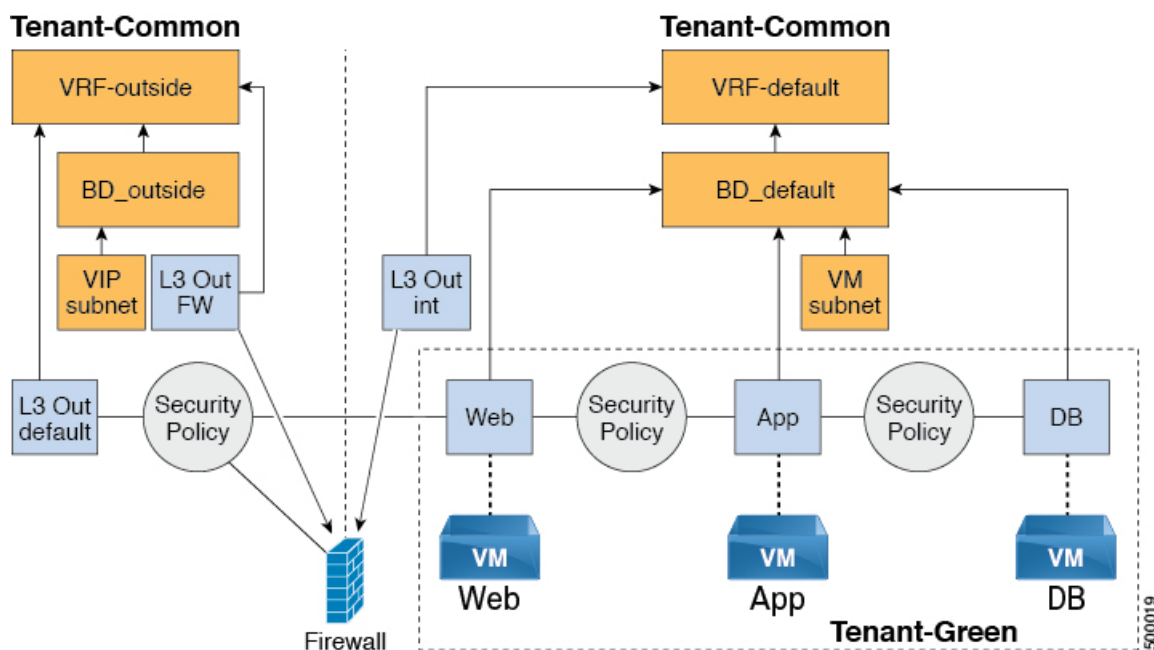 Tenant-Common
Tenant-Common
VRF-outside
VRF-default
BD_outside
BD_default
VIP
subnet
L3 Out
FW
L3 Out
int
VM
subnet
L3 Out
default
Security
Policy
Web
Security
Policy
App
Security
Policy
DB
VM
VM
VM
Web
App
DB
Firewall
Tenant-Green
500019